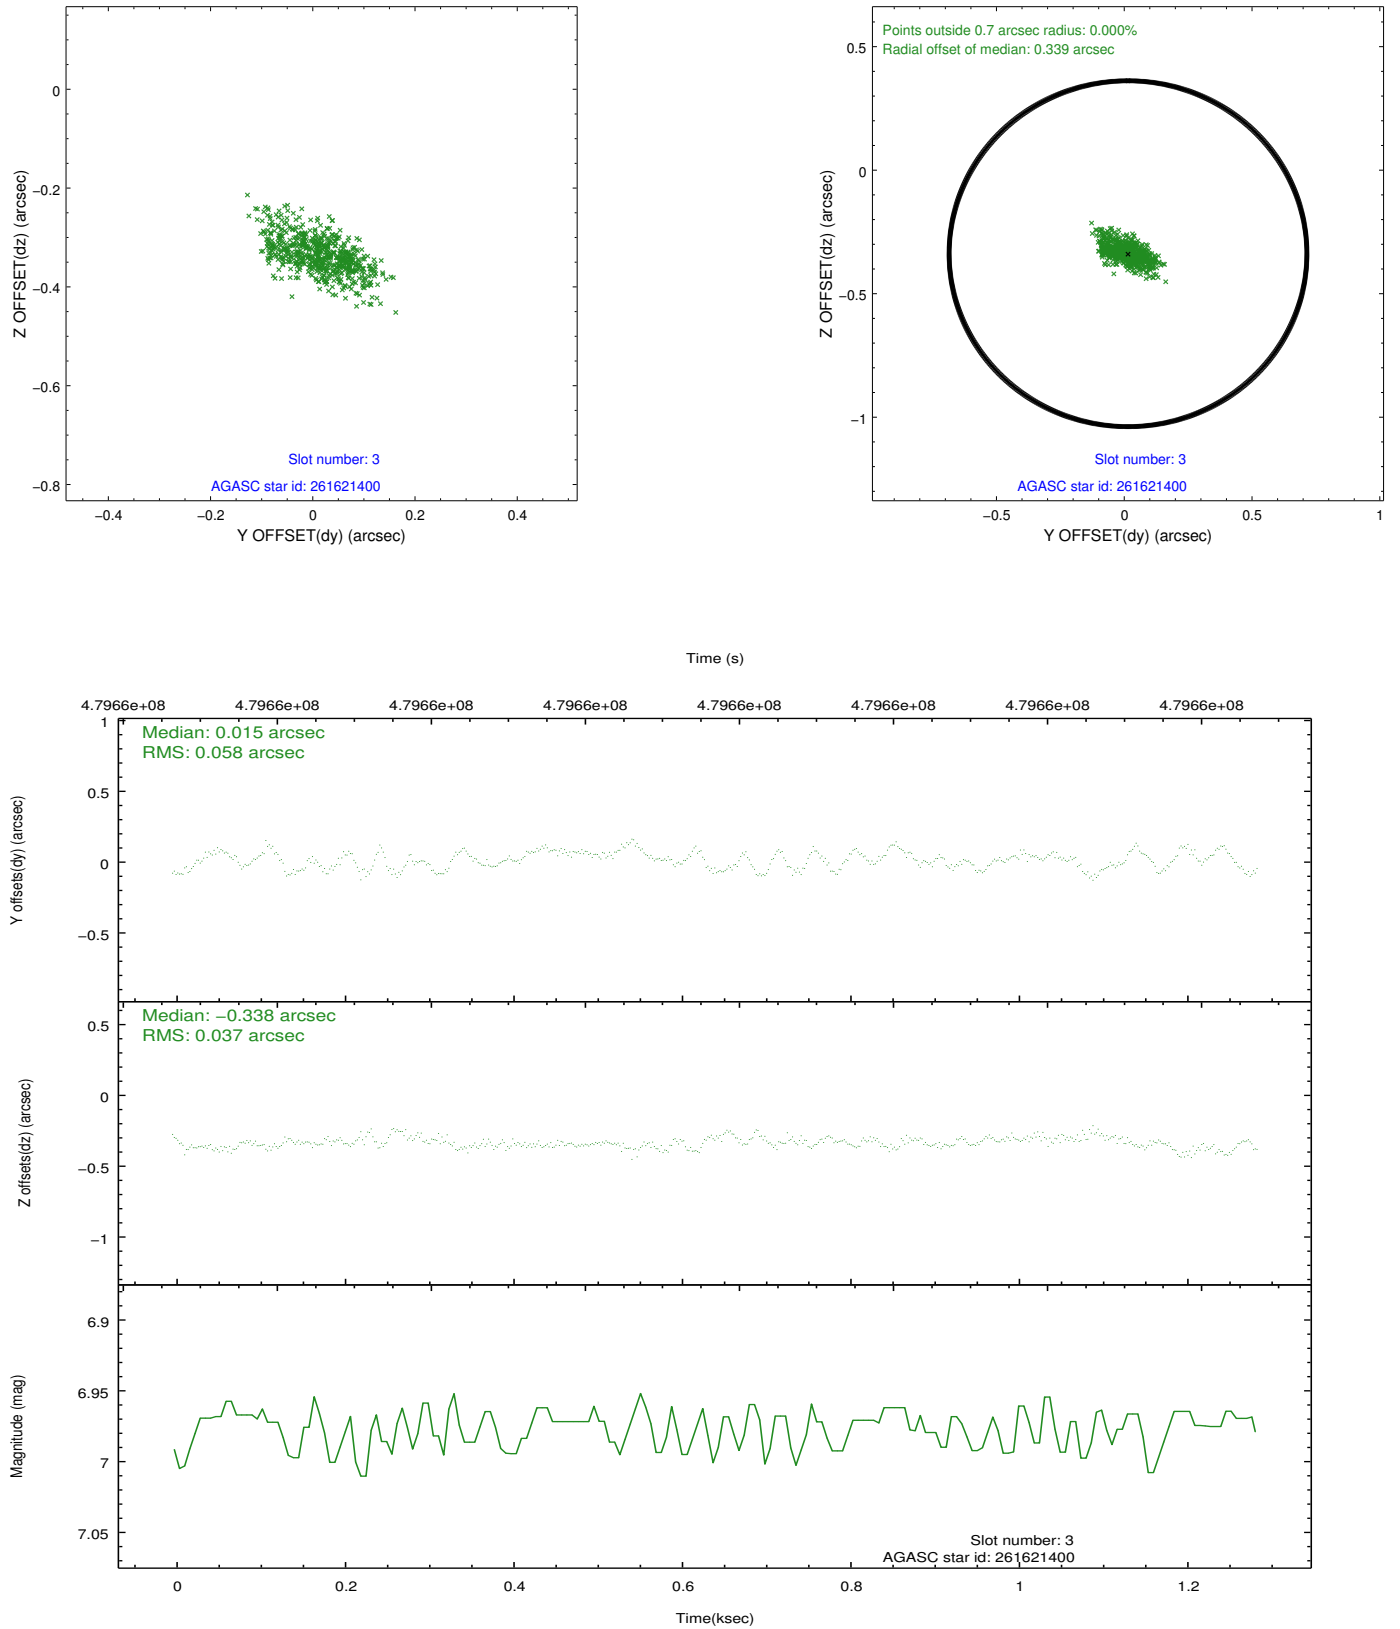 0
−0.2
−0.4
−0.6
−0.8
Z OFFSET(dz) (arcsec)
Slot number: 3
AGASC star id: 261621400
−0.4 −0.2 0 0.2 0.4
Y OFFSET(dy) (arcsec)
Points outside 0.7 arcsec radius: 0.000%
Radial offset of median: 0.339 arcsec
0.5
0
−0.5
−1
Z OFFSET(dz) (arcsec)
Slot number: 3
AGASC star id: 261621400
−0.5 0 0.5 1
Y OFFSET(dy) (arcsec)
Time (s)
4.7966e+08 4.7966e+08 4.7966e+08 4.7966e+08 4.7966e+08 4.7966e+08 4.7966e+08 4.7966e+08
Median: 0.015 arcsec
RMS: 0.058 arcsec
1
0.5
0
−0.5
Y offsets(dy) (arcsec)
Median: −0.338 arcsec
RMS: 0.037 arcsec
0.5
0
−0.5
−1
Z offsets(dz) (arcsec)
6.9
6.95
7
7.05
Magnitude (mag)
Slot number: 3
AGASC star id: 261621400
0 0.2 0.4 0.6 0.8 1 1.2
Time(ksec)